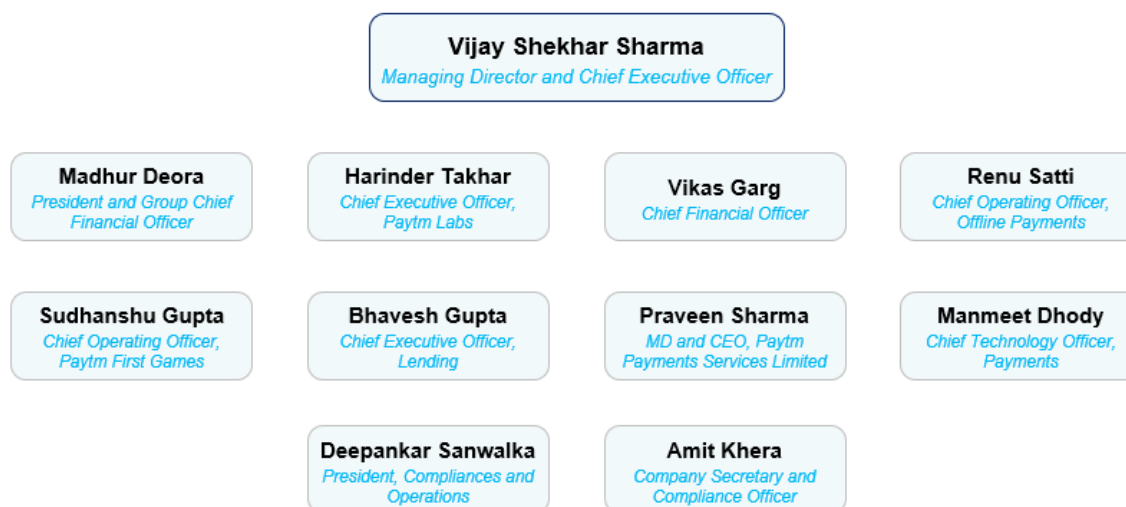 Vijay Shekhar Sharma
Managing Director and Chief Executive Officer
Madhur Deora
President and Group Chief
Financial Officer
Harinder Takhar
Chief Executive Officer,
Paytm Labs
Vikas Garg
Chief Financial Officer
Renu Satti
Chief Operating Officer,
Offline Payments
Sudhanshu Gupta
Chief Operating Officer,
Paytm First Games
Bhavesh Gupta
Chief Executive Officer,
Lending
Praveen Sharma
MD and CEO, Paytm
Payments Services Limited
Manmeet Dhody
Chief Technology Officer,
Payments
Deepankar Sanwalka
President, Compliances and
Operations
Amit Khera
Company Secretary and
Compliance Officer